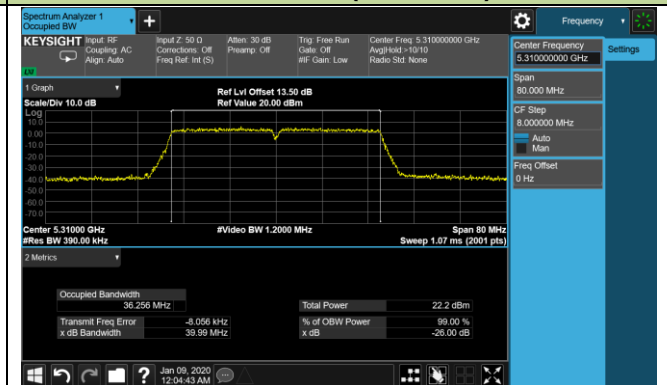 Spectrum Analyzer 1
Occupied BW
+
Frequency
KEYSIGHT
Input: RF
Coupling: AC
Align: Auto
Input Z: 50 Ω
Corrections: Off
Freq Ref: Int (S)
Atten: 30 dB
Preamp: Off
Trig: Free Run
Gate: Off
#IF Gain: Low
Center Freq: 5.310000000 GHz
Avg|Hold:>10/10
Radio Std: None
Center Frequency
5.310000000 GHz
Settings
Span
80.000 MHz
CF Step
8.000000 MHz
Auto
Man
Freq Offset
0 Hz
1 Graph
Scale/Div 10.0 dB
Ref Lvl Offset 13.50 dB
Ref Value 20.00 dBm
Log
10.0
0.00
-10.0
-20.0
-30.0
-40.0
-50.0
-60.0
-70.0
Center 5.31000 GHz
#Video BW 1.2000 MHz
Span 80 MHz
#Res BW 390.00 kHz
Sweep 1.07 ms (2001 pts)
2 Metrics
Occupied Bandwidth
36.256 MHz
Total Power 22.2 dBm
Transmit Freq Error -8.056 kHz
% of OBW Power 99.00 %
x dB Bandwidth 39.99 MHz
x dB -26.00 dB
?
Jan 09, 2020
12:04:43 AM